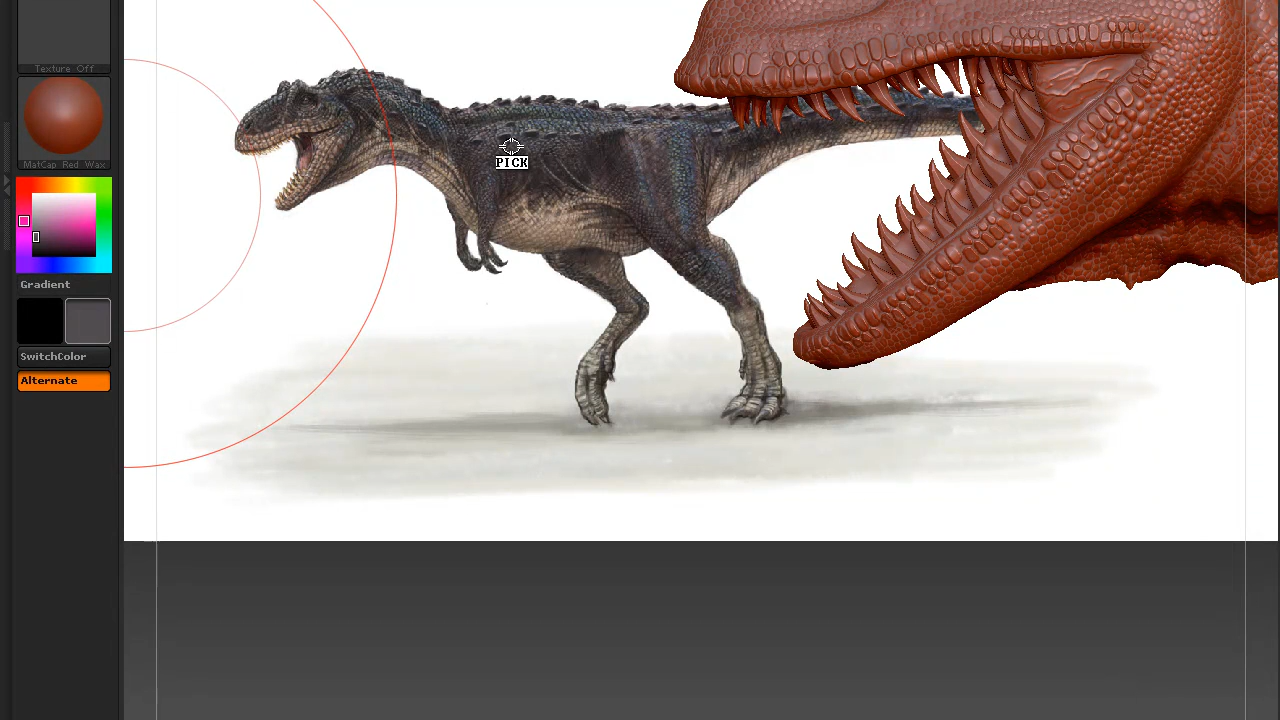 Texture Off
MatCap Red Wax
PICK
Gradient
SwitchColor
Alternate